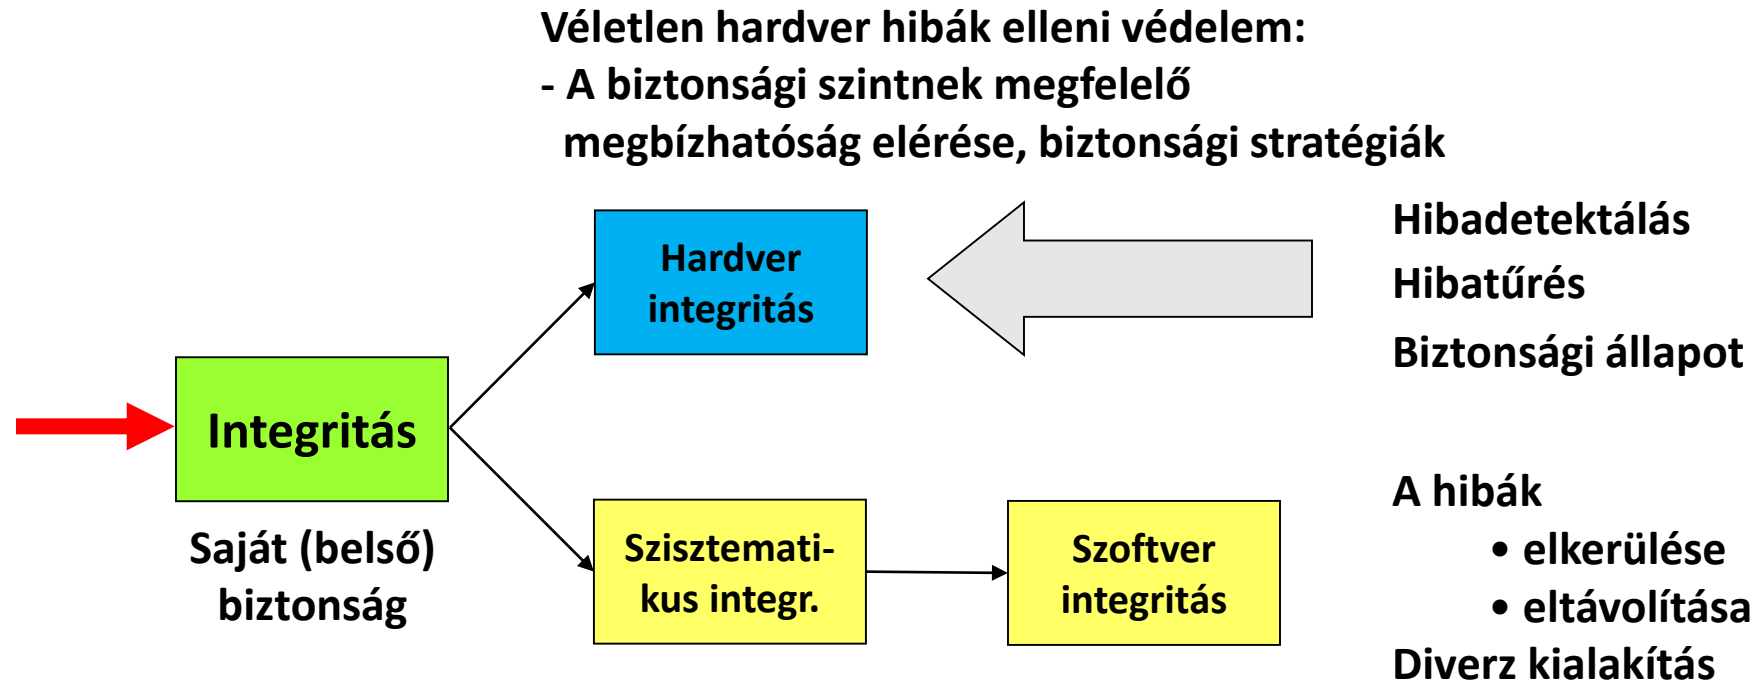 Véletlen hardver hibák elleni védelem:
- A biztonsági szintnek megfelelő
megbízhatóság elérése, biztonsági stratégiák
Hardver
integritás
Hibadetektálás
Hibatűrés
Biztonsági állapot
Integritás
Saját (belső)
biztonság
Szisztemati-
kus integr.
Szoftver
integritás
A hibák
• elkerülése
• eltávolítása
Diverz kialakítás